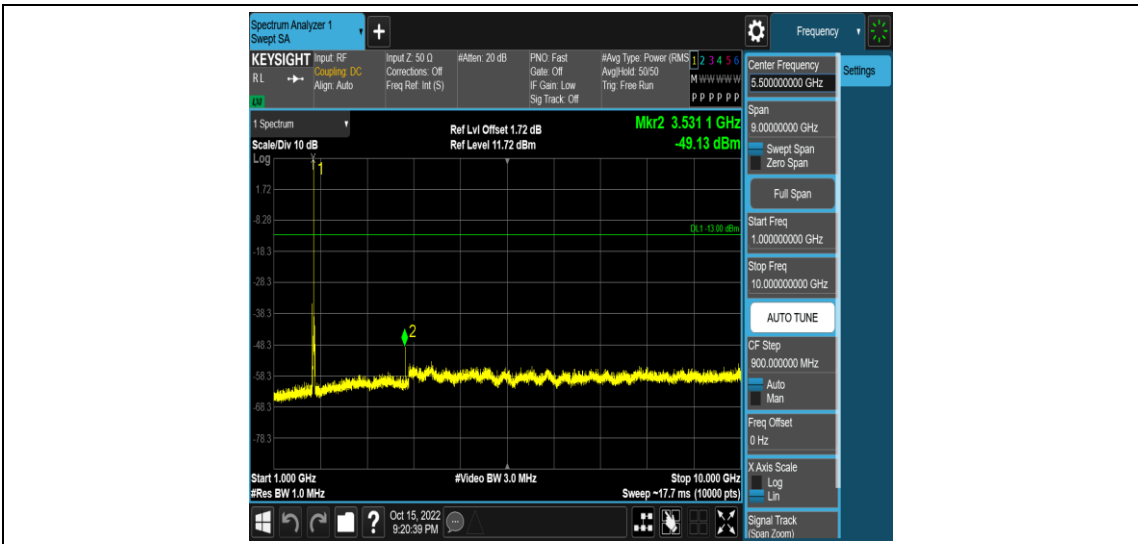 Spectrum Analyzer 1
Swept SA
+
Frequency
KEYSIGHT Input: RF Input Z: 50 Ω #Atten: 20 dB PNO: Fast #Avg Type: Power (RMS 1 2 3 4 5 6
RL Coupling: DC Corrections: Off Gate: Off Avg|Hold: 50/50 M W W W W W
Align: Auto Freq Ref: Int (S) IF Gain: Low Trig: Free Run
LXI Sig Track: Off P P P P P P
1 Spectrum
Scale/Div 10 dB
Ref Lvl Offset 1.72 dB
Ref Level 11.72 dBm
Mkr2 3.531 1 GHz
-49.13 dBm
Log
1
1.72
-8.28
DL1 -13.00 dBm
-18.3
-28.3
-38.3
2
-48.3
-58.3
-68.3
-78.3
Start 1.000 GHz #Video BW 3.0 MHz Stop 10.000 GHz
#Res BW 1.0 MHz Sweep ~17.7 ms (10000 pts)
?
Oct 15, 2022
9:20:39 PM
Center Frequency
5.500000000 GHz
Settings
Span
9.00000000 GHz
Swept Span
Zero Span
Full Span
Start Freq
1.000000000 GHz
Stop Freq
10.000000000 GHz
AUTO TUNE
CF Step
900.000000 MHz
Auto
Man
Freq Offset
0 Hz
X Axis Scale
Log
Lin
Signal Track
(Span Zoom)